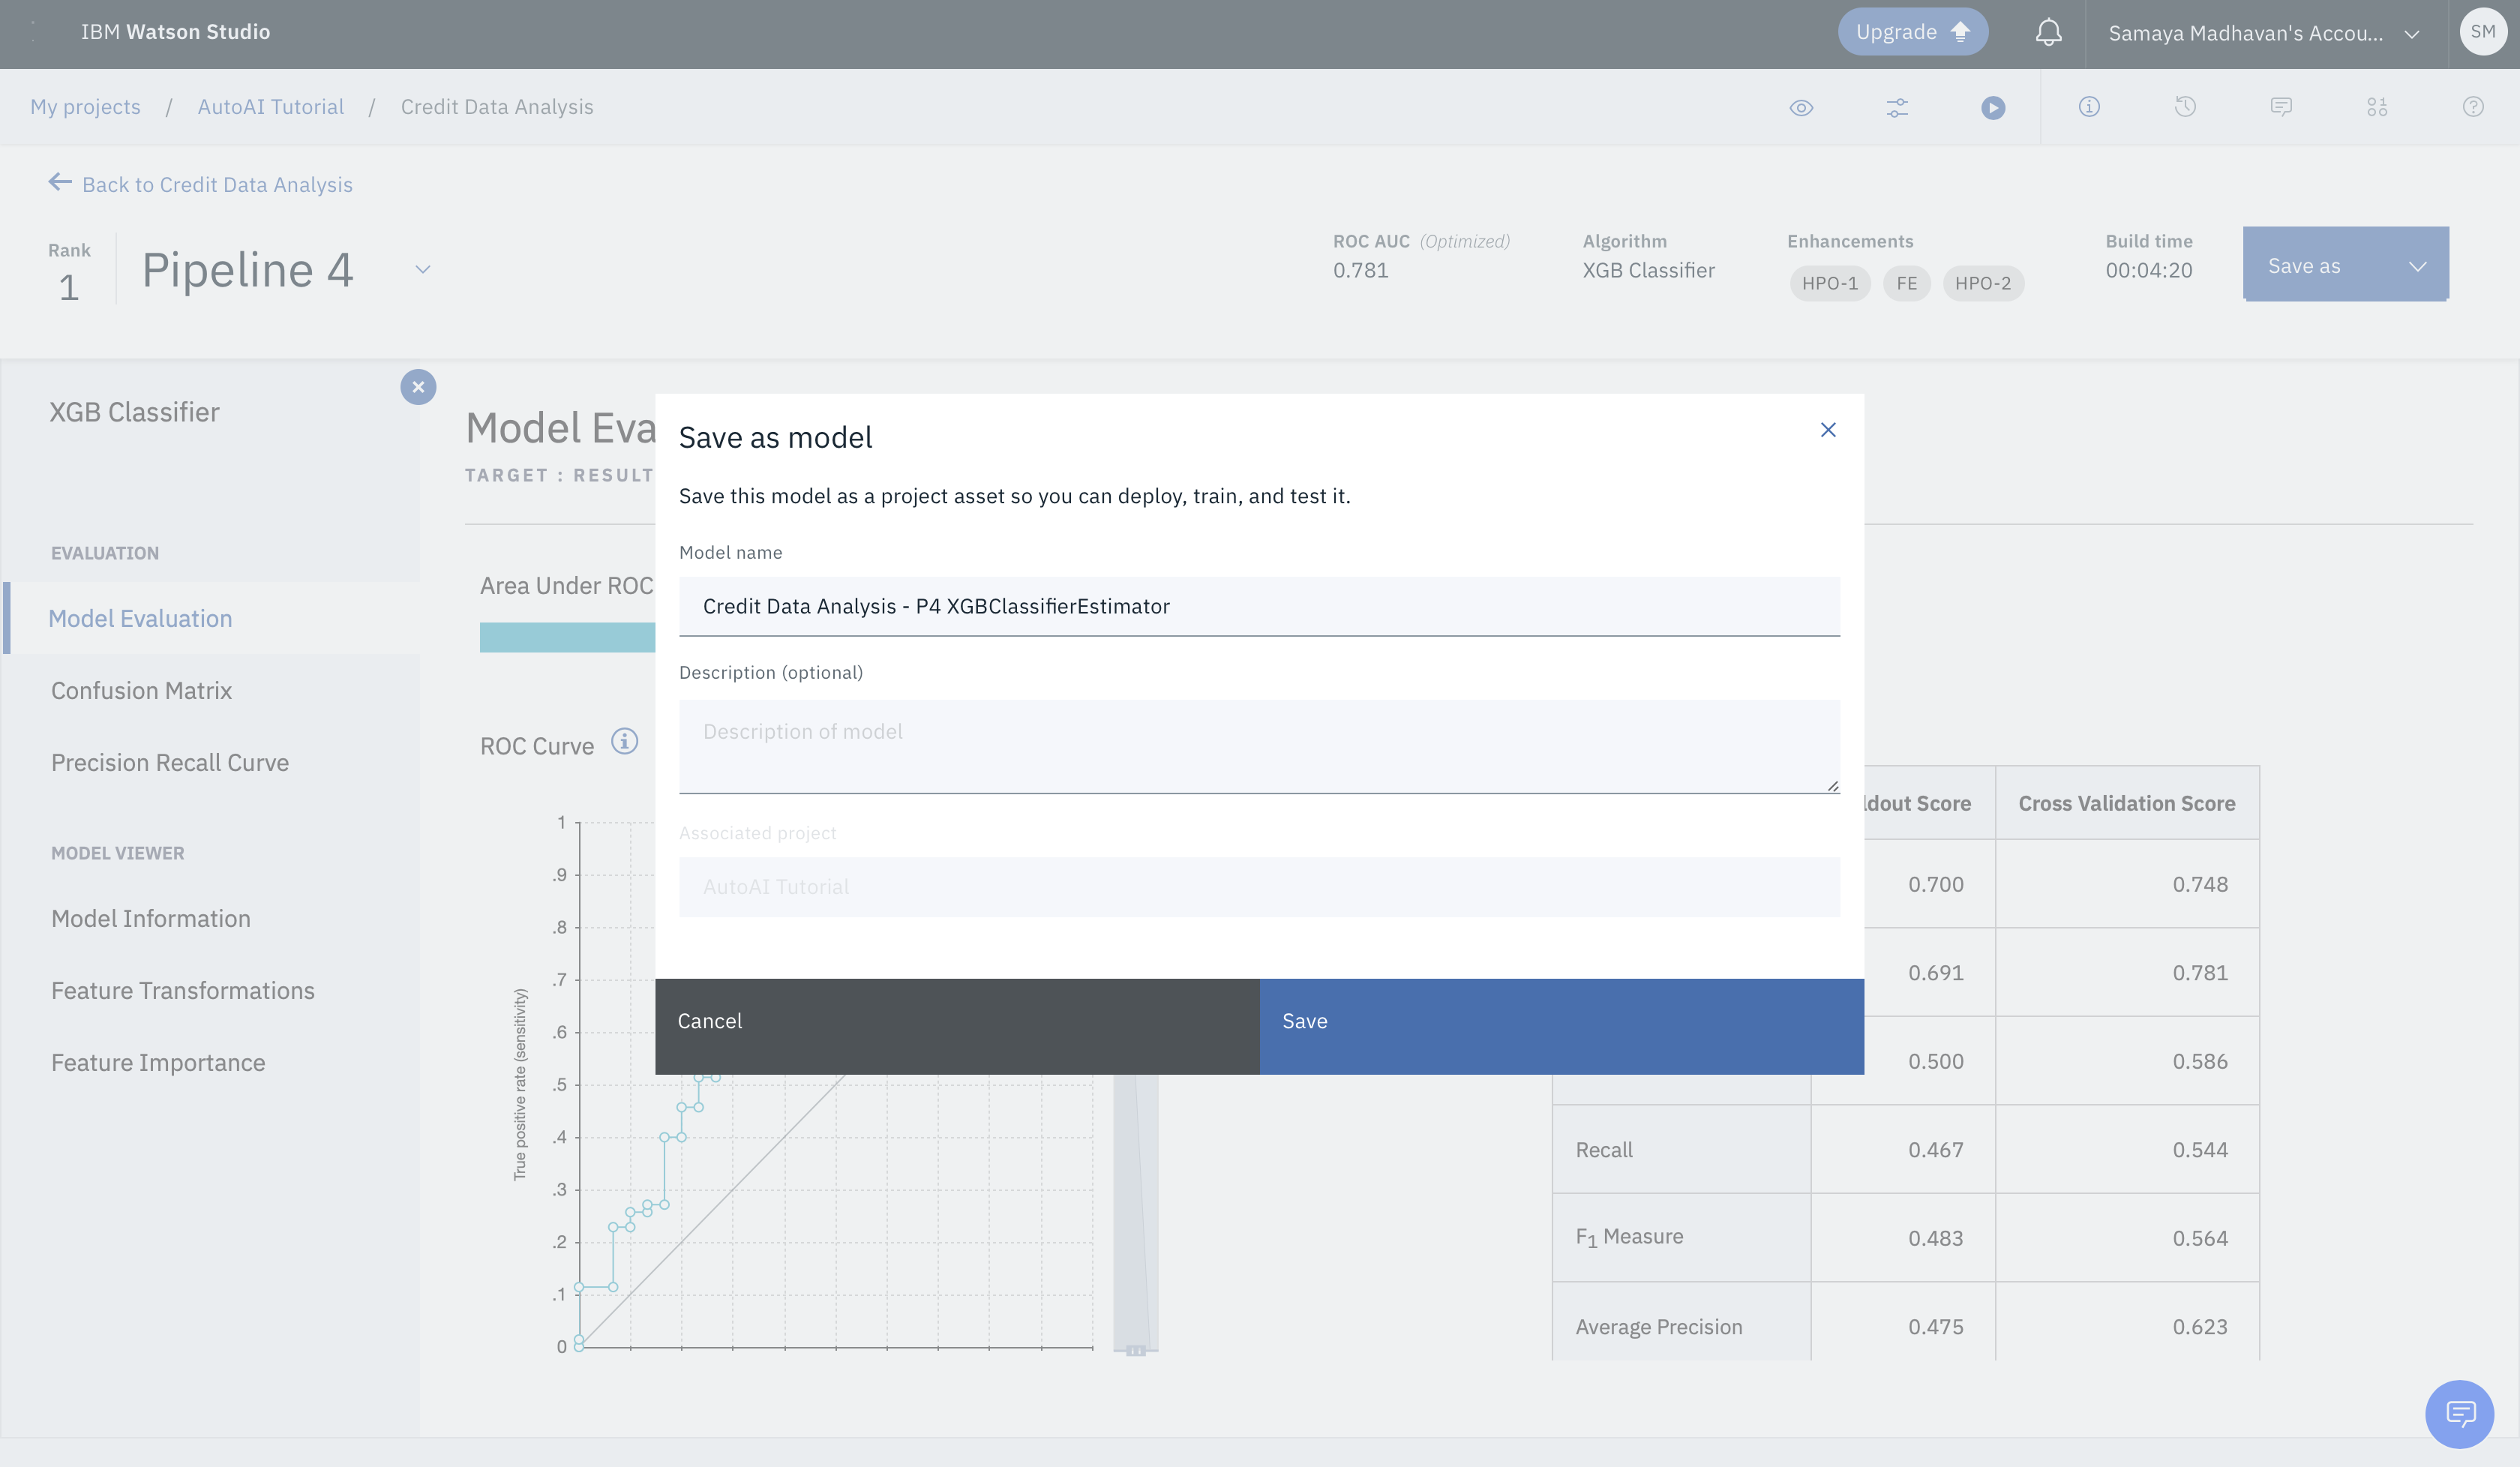 IBM Watson Studio
Upgrade
Samaya Madhavan's Accou...
SM
My projects / AutoAI Tutorial / Credit Data Analysis
Back to Credit Data Analysis
Rank
1
Pipeline 4
ROC AUC (Optimized)
0.781
Algorithm
XGB Classifier
Enhancements
HPO-1 FE HPO-2
Build time
00:04:20
Save as
XGB Classifier
EVALUATION
Model Evaluation
Confusion Matrix
Precision Recall Curve
MODEL VIEWER
Model Information
Feature Transformations
Feature Importance
Model Eva
TARGET : RESULT
Area Under ROC
ROC Curve
Save as model
Save this model as a project asset so you can deploy, train, and test it.
Model name
Credit Data Analysis - P4 XGBClassifierEstimator
Description (optional)
Description of model
Associated project
AutoAI Tutorial
Cancel
Save
True positive rate (sensitivity)
1
.9
.8
.7
.6
.5
.4
.3
.2
.1
0
ldout Score Cross Validation Score
0.700 0.748
0.691 0.781
0.500 0.586
Recall 0.467 0.544
F1 Measure 0.483 0.564
Average Precision 0.475 0.623